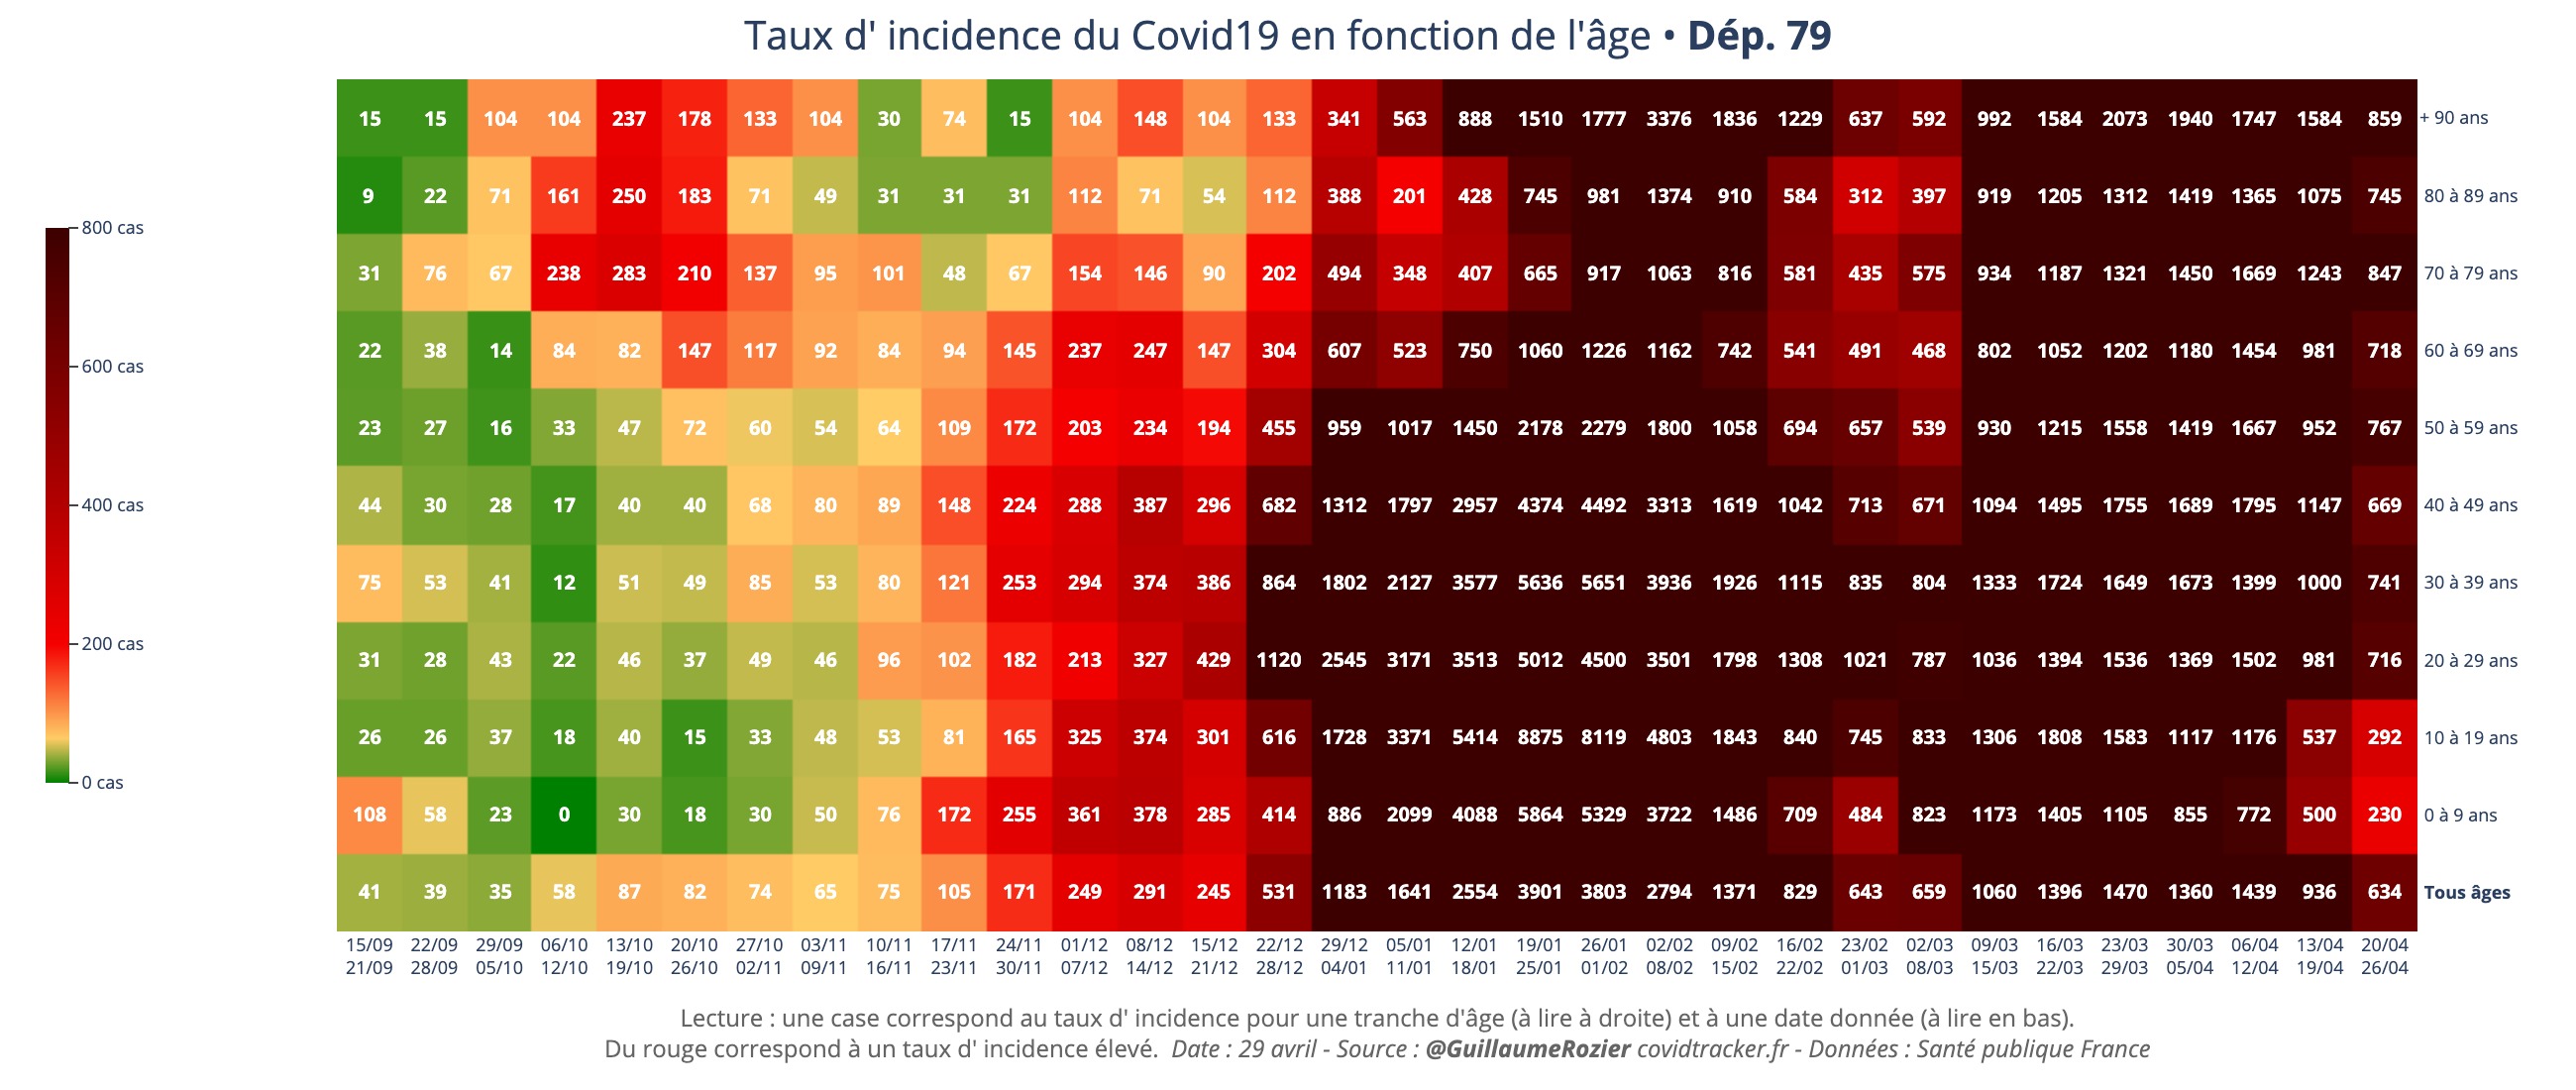 Taux d' incidence du Covid19 en fonction de l'âge • Dép. 79
15 15 104 104 237 178 133 104 30 74 15 104 148 104 133 341 563 888 1510 1777 3376 1836 1229 637 592 992 1584 2073 1940 1747 1584 859 + 90 ans
9 22 71 161 250 183 71 49 31 31 31 112 71 54 112 388 201 428 745 981 1374 910 584 312 397 919 1205 1312 1419 1365 1075 745 80 à 89 ans
800 cas
31 76 67 238 283 210 137 95 101 48 67 154 146 90 202 494 348 407 665 917 1063 816 581 435 575 934 1187 1321 1450 1669 1243 847 70 à 79 ans
22 38 14 84 82 147 117 92 84 94 145 237 247 147 304 607 523 750 1060 1226 1162 742 541 491 468 802 1052 1202 1180 1454 981 718 60 à 69 ans
600 cas
23 27 16 33 47 72 60 54 64 109 172 203 234 194 455 959 1017 1450 2178 2279 1800 1058 694 657 539 930 1215 1558 1419 1667 952 767 50 à 59 ans
400 cas
44 30 28 17 40 40 68 80 89 148 224 288 387 296 682 1312 1797 2957 4374 4492 3313 1619 1042 713 671 1094 1495 1755 1689 1795 1147 669 40 à 49 ans
75 53 41 12 51 49 85 53 80 121 253 294 374 386 864 1802 2127 3577 5636 5651 3936 1926 1115 835 804 1333 1724 1649 1673 1399 1000 741 30 à 39 ans
200 cas
31 28 43 22 46 37 49 46 96 102 182 213 327 429 1120 2545 3171 3513 5012 4500 3501 1798 1308 1021 787 1036 1394 1536 1369 1502 981 716 20 à 29 ans
26 26 37 18 40 15 33 48 53 81 165 325 374 301 616 1728 3371 5414 8875 8119 4803 1843 840 745 833 1306 1808 1583 1117 1176 537 292 10 à 19 ans
0 cas
108 58 23 0 30 18 30 50 76 172 255 361 378 285 414 886 2099 4088 5864 5329 3722 1486 709 484 823 1173 1405 1105 855 772 500 230 0 à 9 ans
41 39 35 58 87 82 74 65 75 105 171 249 291 245 531 1183 1641 2554 3901 3803 2794 1371 829 643 659 1060 1396 1470 1360 1439 936 634 Tous âges
15/09 22/09 29/09 06/10 13/10 20/10 27/10 03/11 10/11 17/11 24/11 01/12 08/12 15/12 22/12 29/12 05/01 12/01 19/01 26/01 02/02 09/02 16/02 23/02 02/03 09/03 16/03 23/03 30/03 06/04 13/04 20/04
21/09 28/09 05/10 12/10 19/10 26/10 02/11 09/11 16/11 23/11 30/11 07/12 14/12 21/12 28/12 04/01 11/01 18/01 25/01 01/02 08/02 15/02 22/02 01/03 08/03 15/03 22/03 29/03 05/04 12/04 19/04 26/04
Lecture : une case correspond au taux d' incidence pour une tranche d'âge (à lire à droite) et à une date donnée (à lire en bas).
Du rouge correspond à un taux d' incidence élevé. Date : 29 avril - Source : @GuillaumeRozier covidtracker.fr - Données : Santé publique France